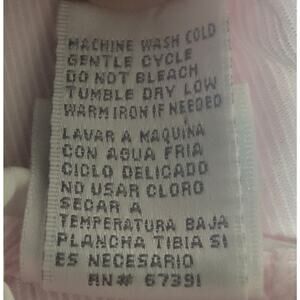 MACHINE WASH COLD
GENTLE CYCLE
DO NOT BLEACH
TUMBLE DRY LOW
WARM IRON IF NEEDED
LAVAR A MAQUINA
CON AGUA FRIA
CICLO DELICADO
NO USAR CLORO
SECAR A
TEMPERATURA BAJA
PLANCHA TIBIA SI
ES NECESARIO
RN# 67391